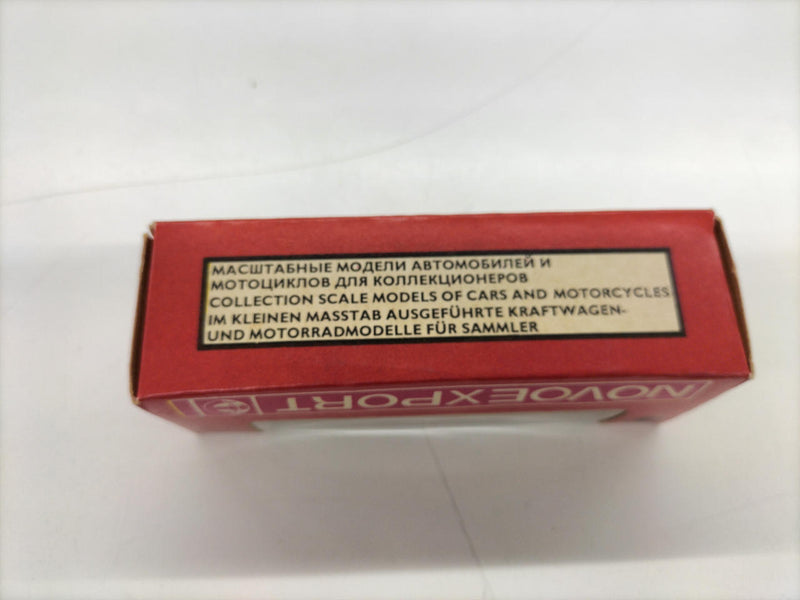 МАСШТАБНЫЕ МОДЕЛИ АВТОМОБИЛЕЙ И
МОТОЦИКЛОВ ДЛЯ КОЛЛЕКЦИОНЕРОВ
COLLECTION SCALE MODELS OF CARS AND MOTORCYCLES
IM KLEINEN MASSTAB AUSGEFÜHRTE KRAFTWAGEN-
UND MOTORRADMODELLE FÜR SAMMLER
NOVOEXPORT